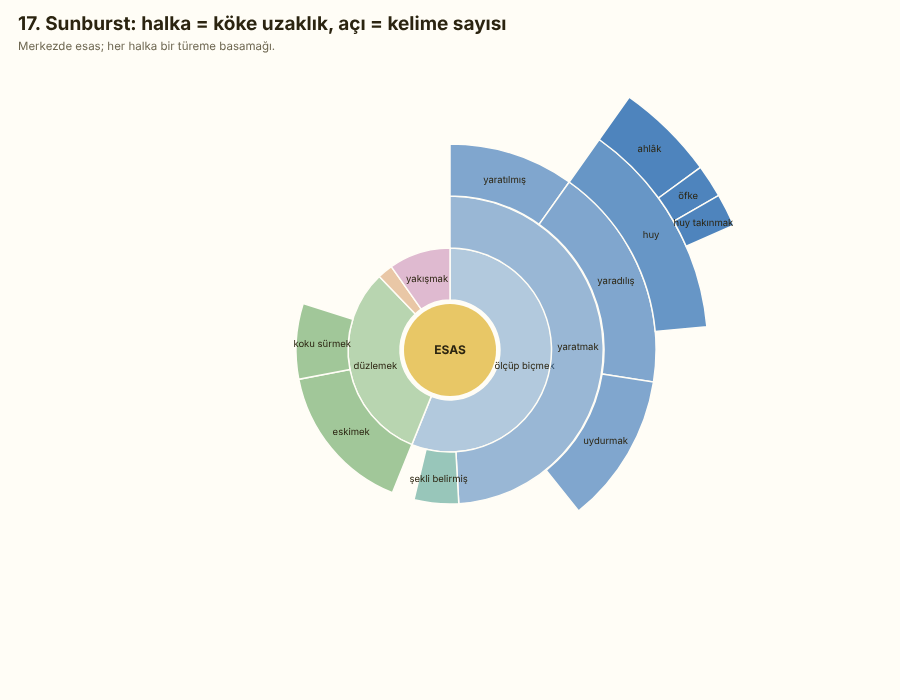 17. Sunburst: halka = köke uzaklık, açı = kelime sayısı
Merkezde esas; her halka bir türeme basamağı.
ahlâk
yaratılmış
öfke
huy takınmak
huy
yakışmak
yaradılış
koku sürmek
yaratmak
ESAS
düzlemek
ölçüp biçmek
eskimek
uydurmak
şekli belirmiş